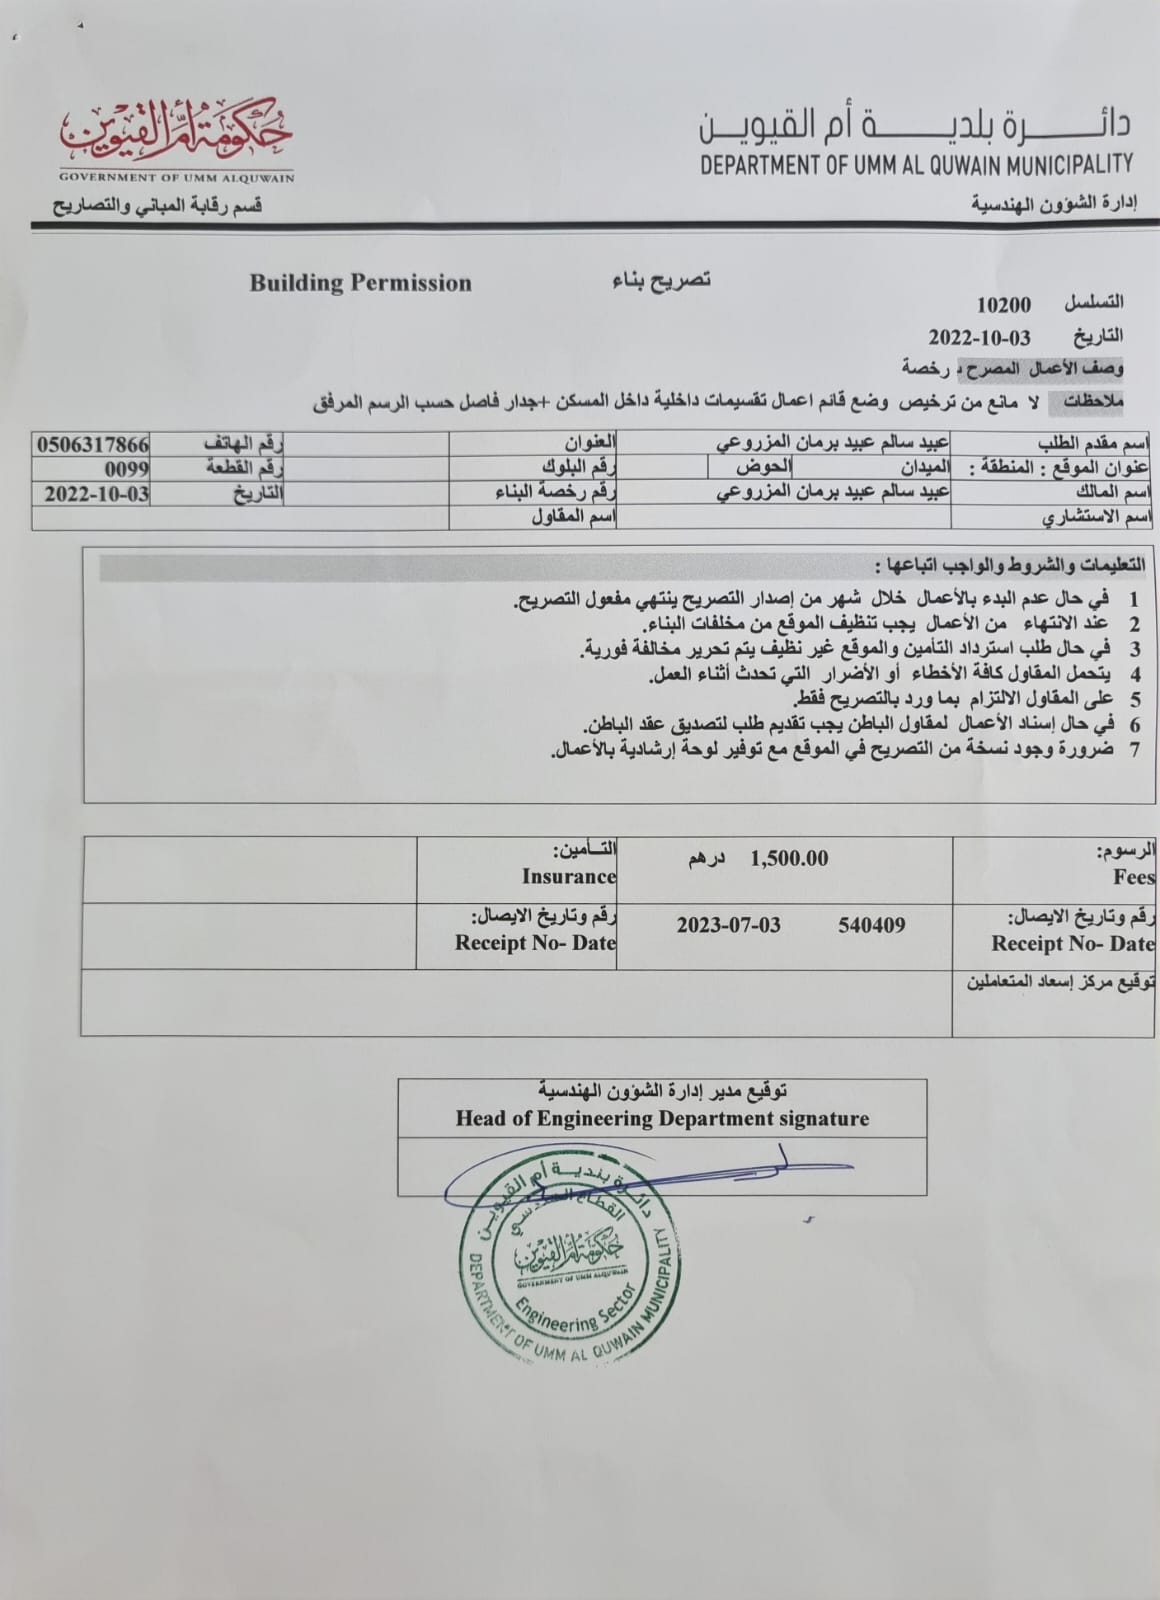 دائرة بلدية أم القيوين
DEPARTMENT OF UMM AL QUWAIN MUNICIPALITY
إدارة الشؤون الهندسية
حكومة أم القيوين
GOVERNMENT OF UMM ALQUWAIN
قسم رقابة المباني والتصاريح
تصريح بناء Building Permission
التسلسل 10200
التاريخ 2022-10-03
وصف الأعمال المصرح بـ رخصة
ملاحظات لا مانع من ترخيص وضع قائم اعمال تقسيمات داخلية داخل المسكن +جدار فاصل حسب الرسم المرفق
اسم مقدم الطلب عبيد سالم عبيد برمان المزروعي العنوان رقم الهاتف 0506317866
عنوان الموقع : المنطقة : الميدان الحوض رقم البلوك رقم القطعة 0099
اسم المالك عبيد سالم عبيد برمان المزروعي رقم رخصة البناء التاريخ 2022-10-03
اسم الاستشاري اسم المقاول
التعليمات والشروط والواجب اتباعها :
1 في حال عدم البدء بالأعمال خلال شهر من إصدار التصريح ينتهي مفعول التصريح.
2 عند الانتهاء من الأعمال يجب تنظيف الموقع من مخلفات البناء.
3 في حال طلب استرداد التأمين والموقع غير نظيف يتم تحرير مخالفة فورية.
4 يتحمل المقاول كافة الأخطاء أو الأضرار التي تحدث أثناء العمل.
5 على المقاول الالتزام بما ورد بالتصريح فقط.
6 في حال إسناد الأعمال لمقاول الباطن يجب تقديم طلب لتصديق عقد الباطن.
7 ضرورة وجود نسخة من التصريح في الموقع مع توفير لوحة إرشادية بالأعمال.
الرسوم: 1,500.00 درهم التـأمين:
Fees Insurance
رقم وتاريخ الايصال: 540409 2023-07-03 رقم وتاريخ الايصال:
Receipt No- Date Receipt No- Date
توقيع مركز إسعاد المتعاملين
توقيع مدير إدارة الشؤون الهندسية
Head of Engineering Department signature
دائرة بلدية أم القيوين
القطاع الهندسي
حكومة أم القيوين
GOVERNMENT OF UMM ALQUWAIN
Engineering Sector
DEPARTMENT OF UMM AL QUWAIN MUNICIPALITY